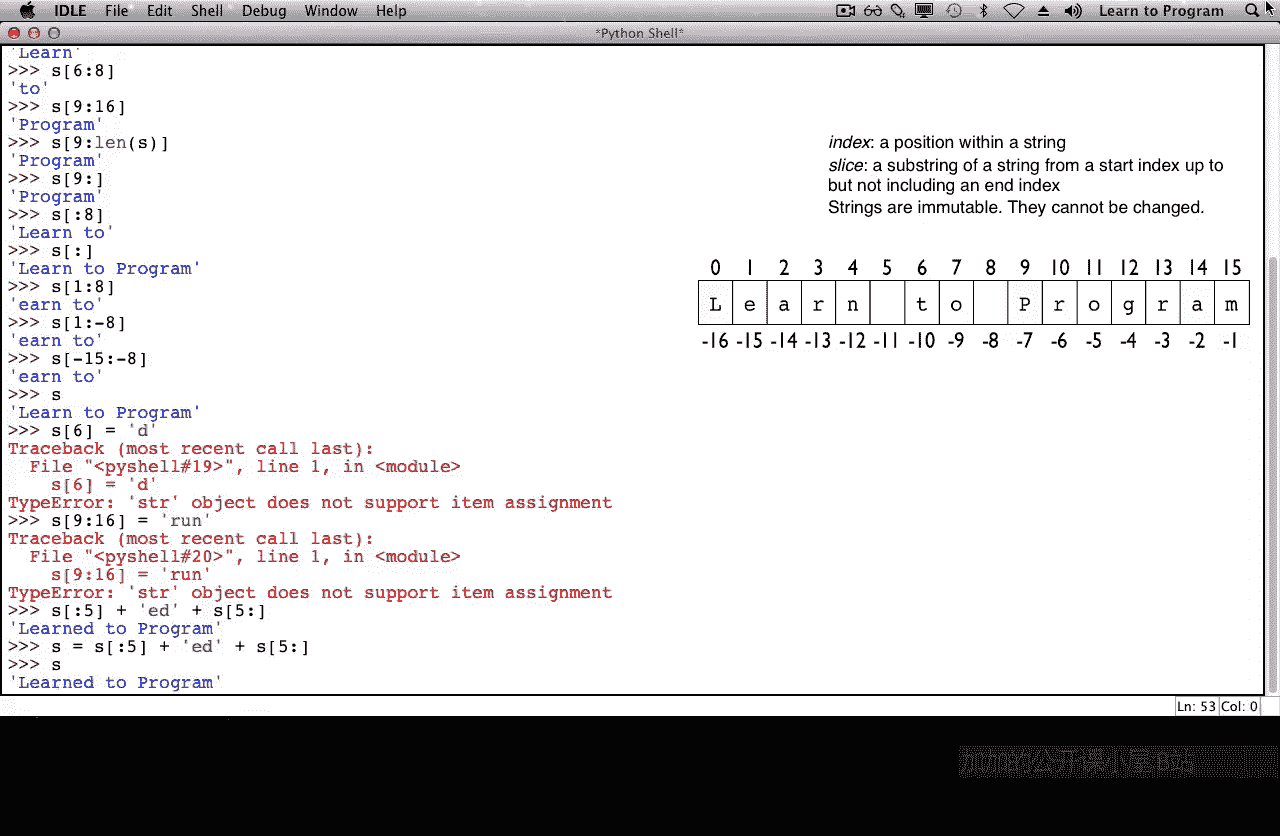 IDLE File Edit Shell Debug Window Help Learn to Program
*Python Shell*
'Learn'
>>> s[6:8]
'to'
>>> s[9:16]
'Program'
>>> s[9:len(s)]
'Program'
>>> s[9:]
'Program'
>>> s[:8]
'Learn to'
>>> s[:]
'Learn to Program'
>>> s[1:8]
'earn to'
>>> s[1:-8]
'earn to'
>>> s[-15:-8]
'earn to'
>>> s
'Learn to Program'
>>> s[6] = 'd'
Traceback (most recent call last):
  File "<pyshell#19>", line 1, in <module>
    s[6] = 'd'
TypeError: 'str' object does not support item assignment
>>> s[9:16] = 'run'
Traceback (most recent call last):
  File "<pyshell#20>", line 1, in <module>
    s[9:16] = 'run'
TypeError: 'str' object does not support item assignment
>>> s[:5] + 'ed' + s[5:]
'Learned to Program'
>>> s = s[:5] + 'ed' + s[5:]
>>> s
'Learned to Program'
index: a position within a string
slice: a substring of a string from a start index up to
but not including an end index
Strings are immutable. They cannot be changed.
0 1 2 3 4 5 6 7 8 9 10 11 12 13 14 15
L e a r n t o P r o g r a m
-16 -15 -14 -13 -12 -11 -10 -9 -8 -7 -6 -5 -4 -3 -2 -1
Ln: 53 Col: 0
的公开课小屋 B站